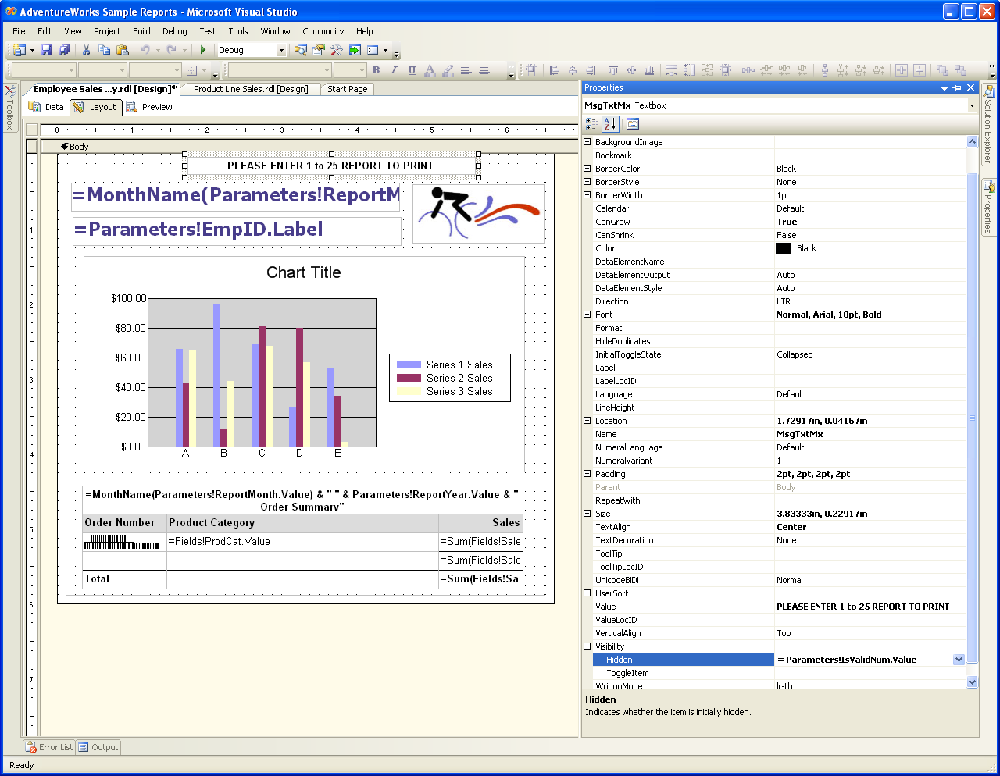 AdventureWorks Sample Reports - Microsoft Visual Studio
File Edit View Project Build Debug Test Tools Window Community Help
Debug
B I U A
Employee Sales ...y.rdl [Design]* Product Line Sales.rdl [Design] Start Page
Data Layout Preview
Toolbox
0 1 2 3 4 5 6
Body
PLEASE ENTER 1 to 25 REPORT TO PRINT
=MonthName(Parameters!ReportM
=Parameters!EmpID.Label
1
2
3
4
5
6
7
Chart Title
$100.00
$80.00
$60.00
$40.00
$20.00
$0.00
A B C D E
Series 1 Sales
Series 2 Sales
Series 3 Sales
=MonthName(Parameters!ReportMonth.Value) & " " & Parameters!ReportYear.Value & "
Order Summary"
Order Number Product Category Sales
=Fields!ProdCat.Value =Sum(Fields!Sale
=Sum(Fields!Sale
Total =Sum(Fields!Sal
Properties
MsgTxtMx Textbox
BackgroundImage
Bookmark
BorderColor Black
BorderStyle None
BorderWidth 1pt
Calendar Default
CanGrow True
CanShrink False
Color Black
DataElementName
DataElementOutput Auto
DataElementStyle Auto
Direction LTR
Font Normal, Arial, 10pt, Bold
Format
HideDuplicates
InitialToggleState Collapsed
Label
LabelLocID
Language Default
LineHeight
Location 1.72917in, 0.04167in
Name MsgTxtMx
NumeralLanguage Default
NumeralVariant 1
Padding 2pt, 2pt, 2pt, 2pt
Parent Body
RepeatWith
Size 3.83333in, 0.22917in
TextAlign Center
TextDecoration None
ToolTip
ToolTipLocID
UnicodeBiDi Normal
UserSort
Value PLEASE ENTER 1 to 25 REPORT TO PRINT
ValueLocID
VerticalAlign Top
Visibility
Hidden = Parameters!IsValidNum.Value
ToggleItem
WritingMode lr-tb
Hidden
Indicates whether the item is initially hidden.
Solution Explorer
Properties
Error List Output
Ready